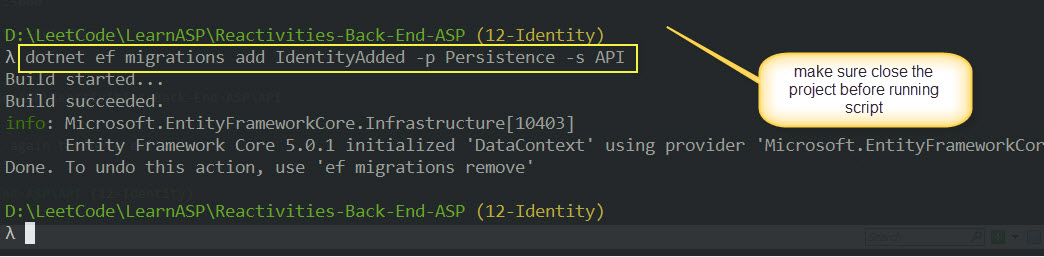 D:\LeetCode\LearnASP\Reactivities-Back-End-ASP (12-Identity)
λ dotnet ef migrations add IdentityAdded -p Persistence -s API
Build started...
Build succeeded.
info: Microsoft.EntityFrameworkCore.Infrastructure[10403]
Entity Framework Core 5.0.1 initialized 'DataContext' using provider 'Microsoft.EntityFrameworkCor
Done. To undo this action, use 'ef migrations remove'
D:\LeetCode\LearnASP\Reactivities-Back-End-ASP (12-Identity)
λ
make sure close the
project before running
script
Search